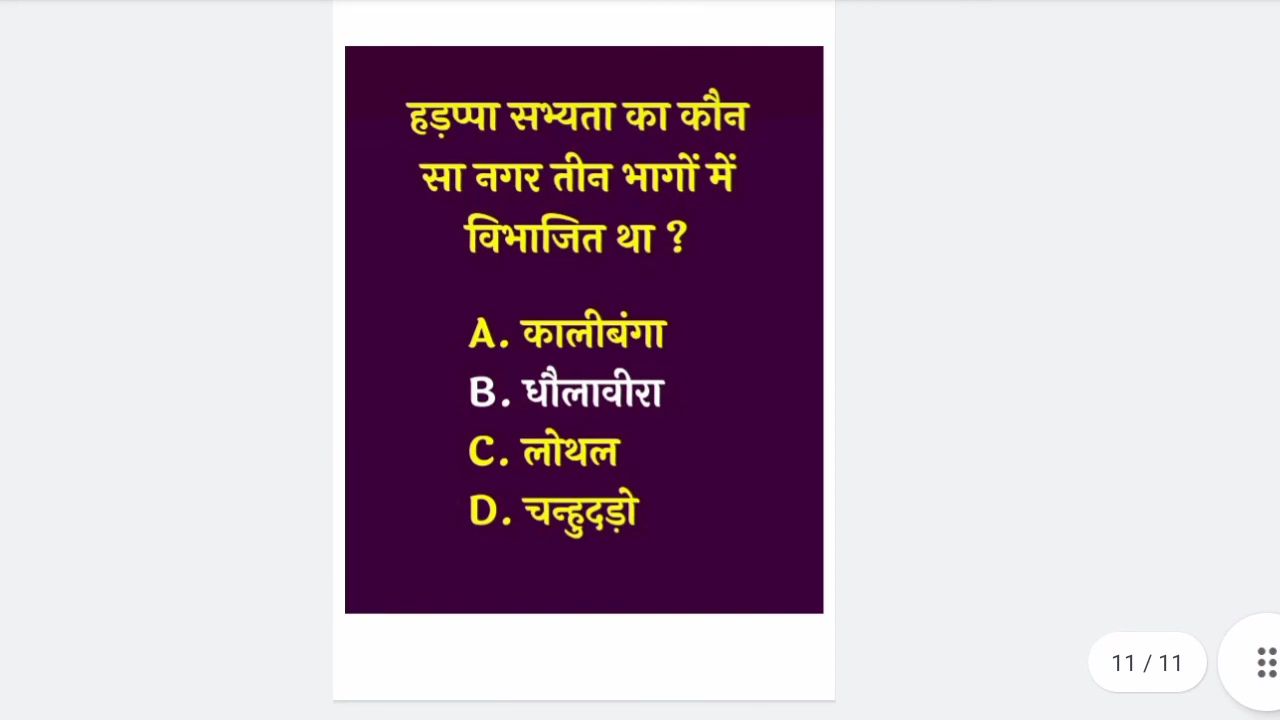 हड़प्पा सभ्यता का कौन
सा नगर तीन भागों में
विभाजित था ?
A. कालीबंगा
B. धौलावीरा
C. लोथल
D. चन्हुदड़ो
11 / 11